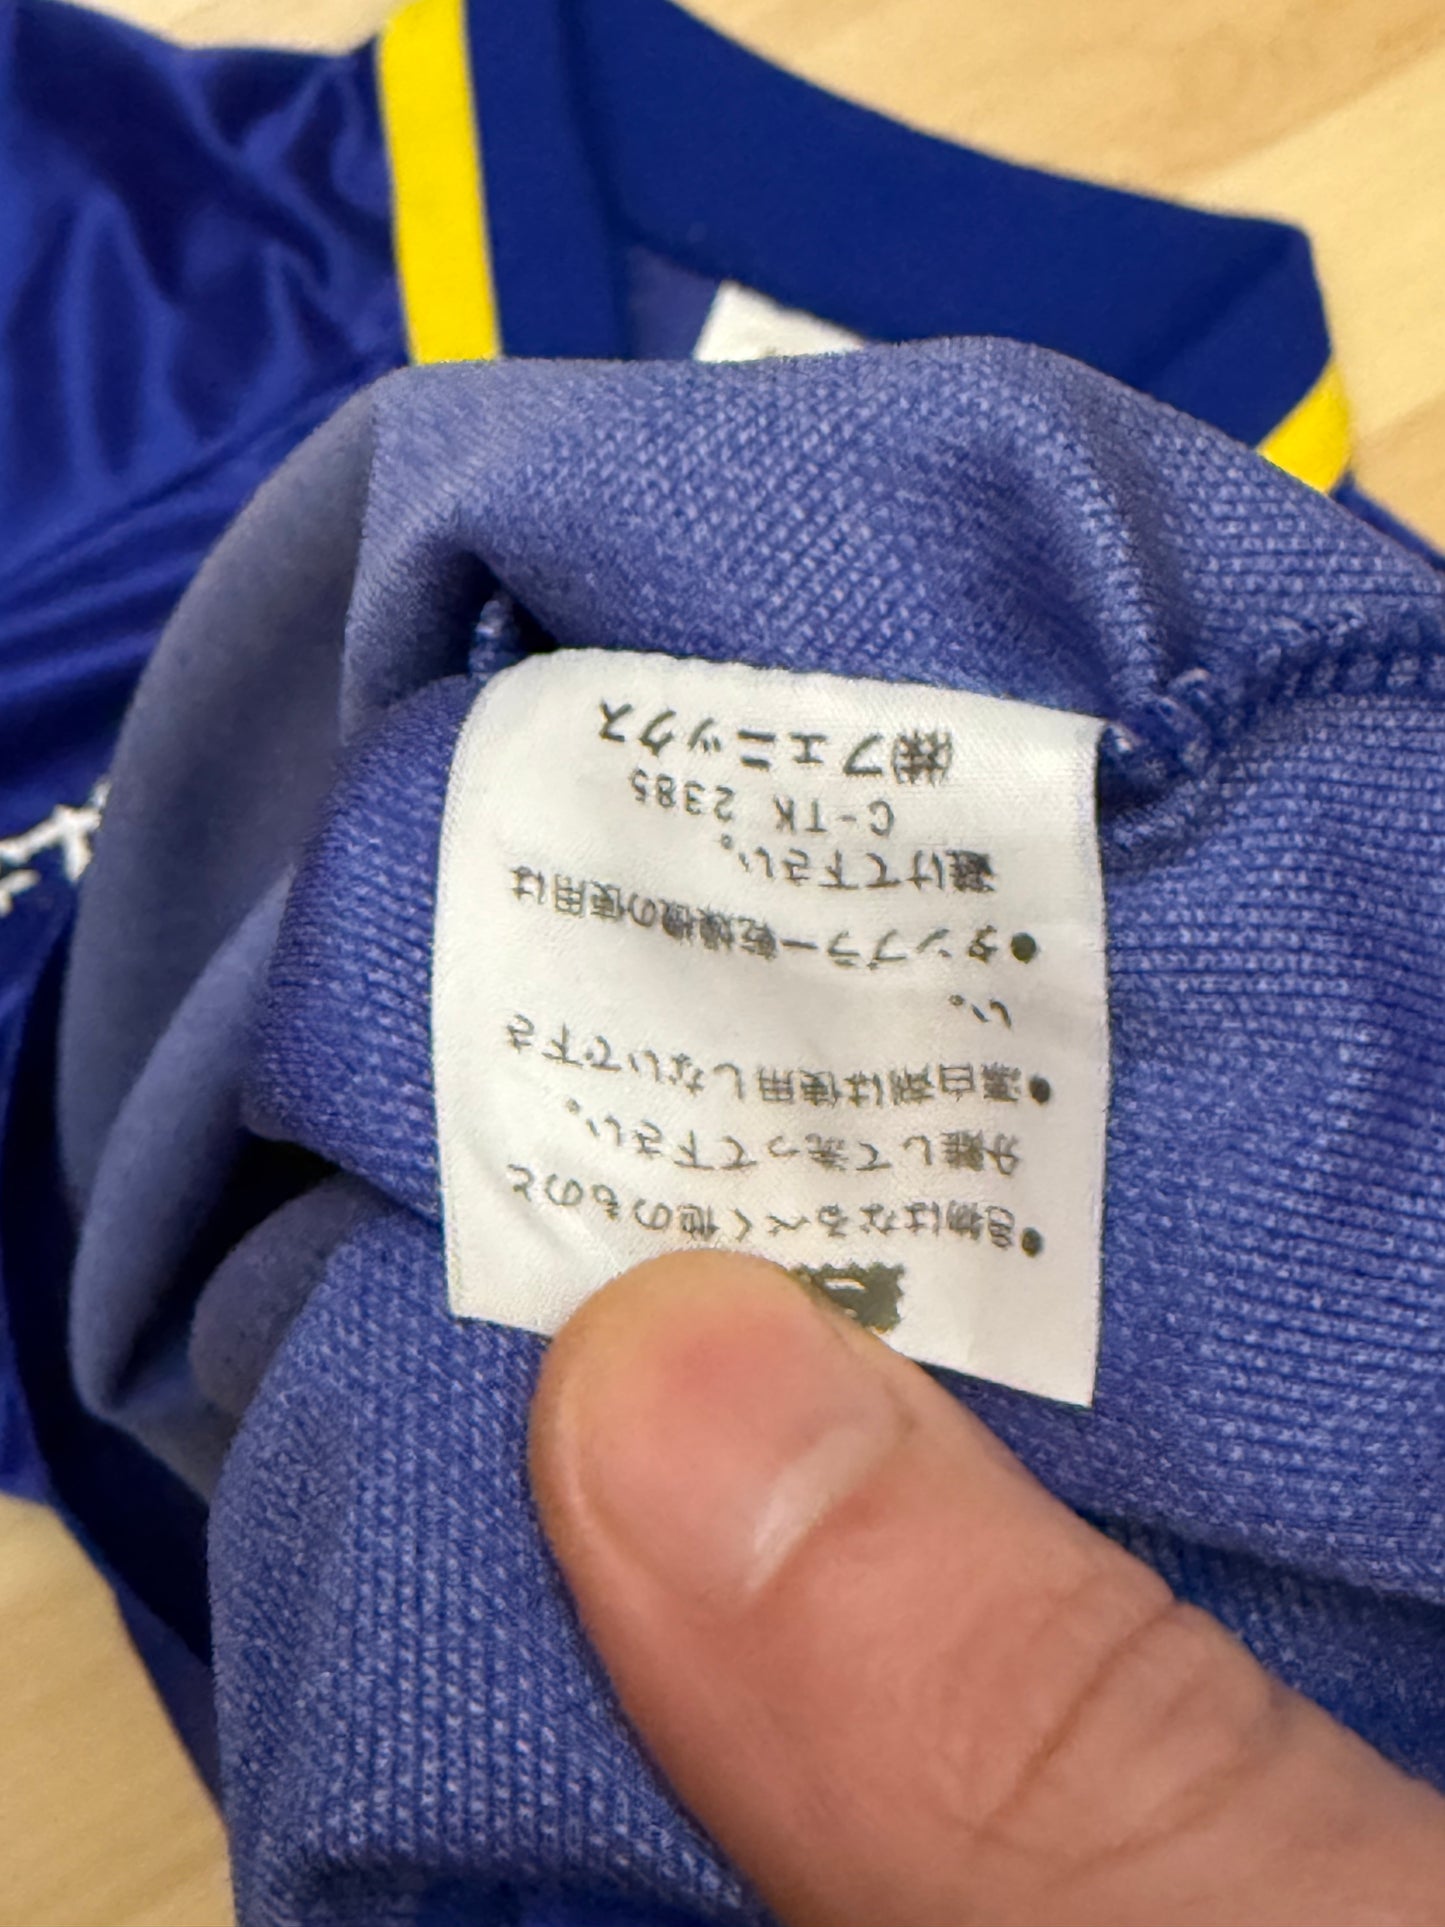 ●色物はなるべく他のものと
分離して洗って下さい。
●漂白剤は使用しないで下さ
い。
●タンブラー乾燥機の使用は
避けて下さい。
C-TK 2385
㈱フェニックス